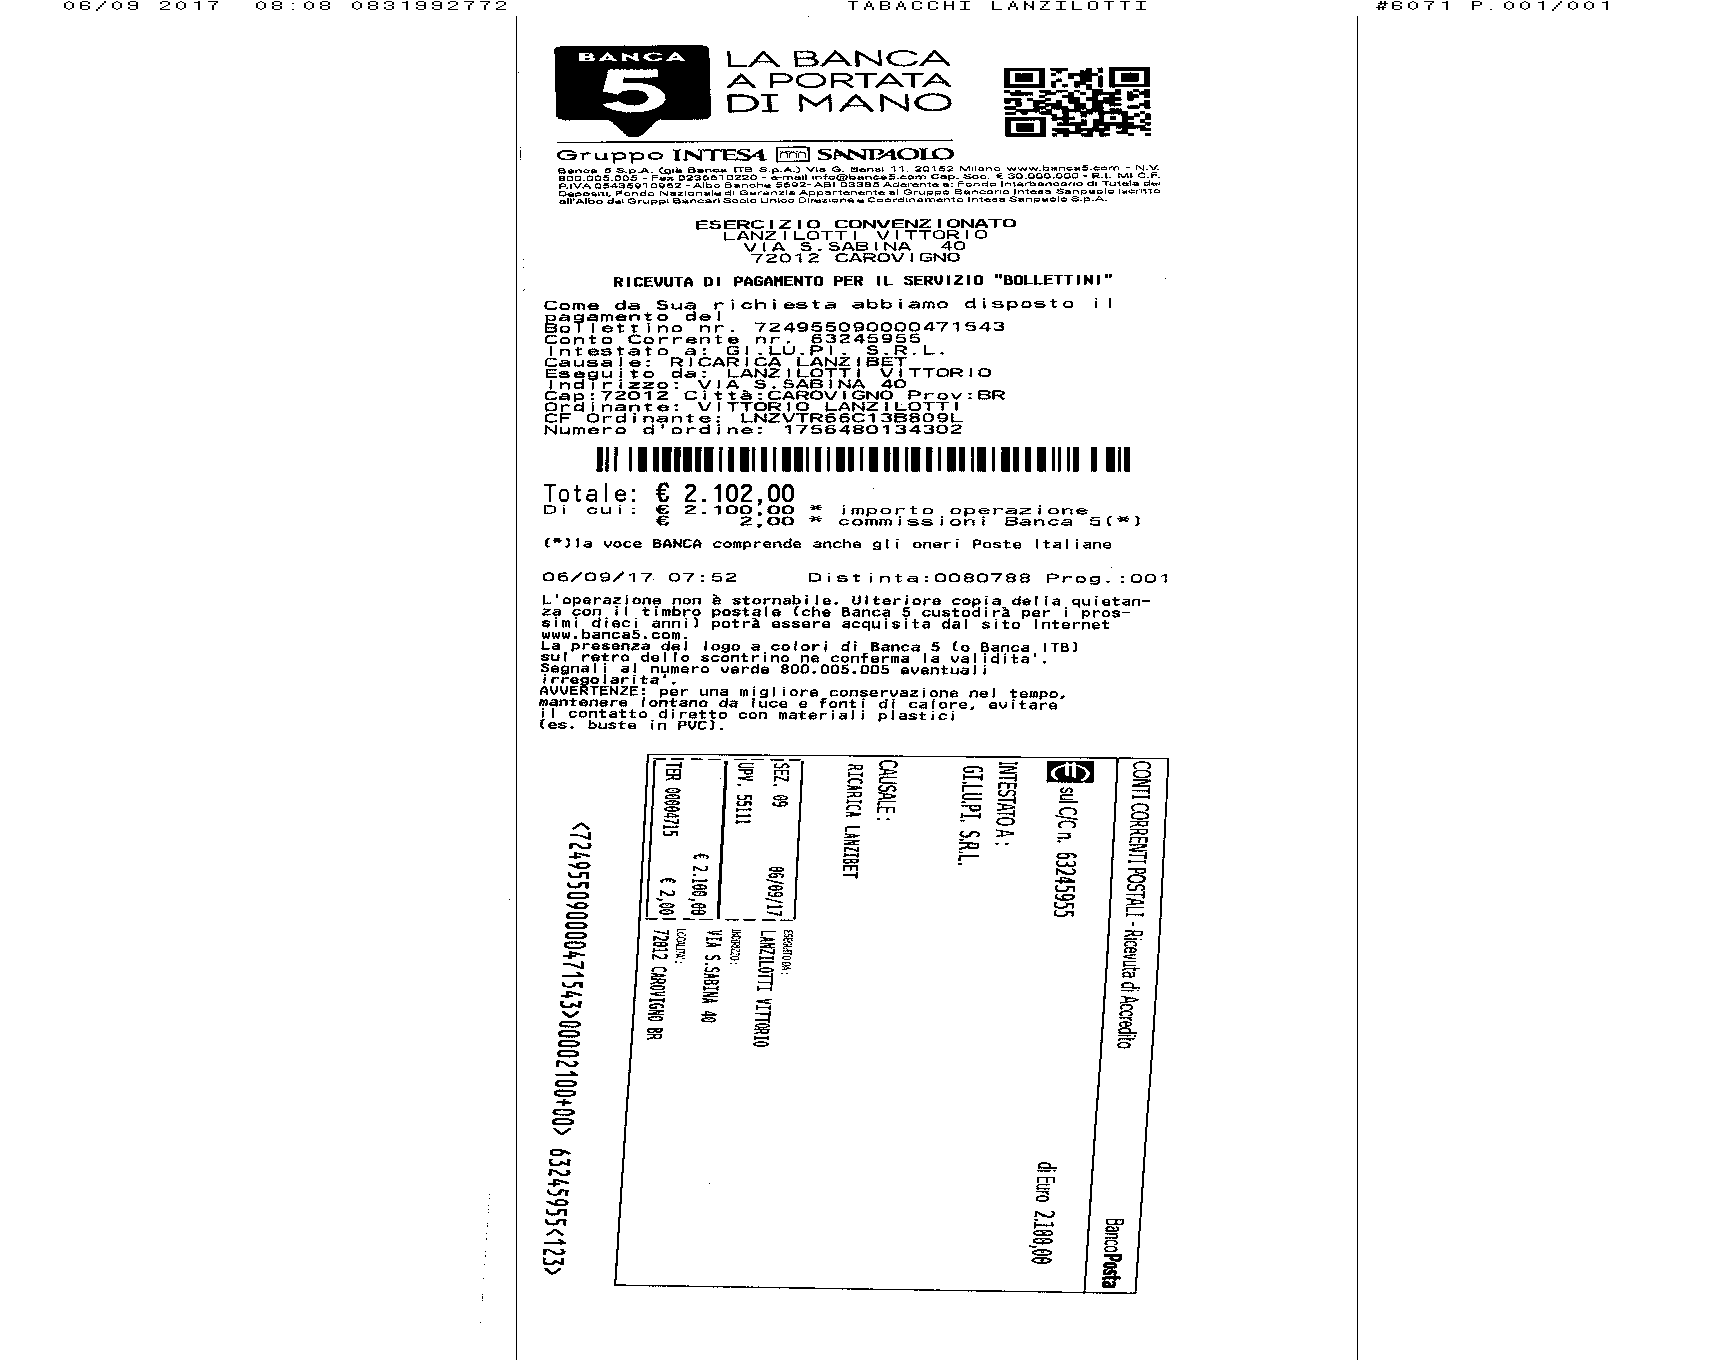 06/09 2017 08:08 0831992772 TABACCHI LANZILOTTI #6071 P.001/001
BANCA
5
LA BANCA
A PORTATA
DI MANO
Gruppo INTESA SANPAOLO
Banca 5 S.p.A. (già Banca ITB S.p.A.) Via G. Bensi 11, 20152 Milano www.banca5.com - N.V.
800.005.005 - Fax 0236610220 - e-mail info@banca5.com Cap. Soc. € 30.000.000 - R.I. MI C.F.
P.IVA 05435910962 - Albo Banche 5692- ABI 03385 Aderente a: Fondo Interbancario di Tutela dei
Depositi, Fondo Nazionale di Garanzia Appartenente al Gruppo Bancario Intesa Sanpaolo iscritto
all'Albo dei Gruppi Bancari Socio Unico Direzione e Coordinamento Intesa Sanpaolo S.p.A.
ESERCIZIO CONVENZIONATO
LANZILOTTI VITTORIO
VIA S.SABINA 40
72012 CAROVIGNO
RICEVUTA DI PAGAMENTO PER IL SERVIZIO "BOLLETTINI"
Come da Sua richiesta abbiamo disposto il
pagamento del
Bollettino nr. 724955090000471543
Conto Corrente nr. 63245955
Intestato a: GI.LU.PI. S.R.L.
Causale: RICARICA LANZIBET
Eseguito da: LANZILOTTI VITTORIO
Indirizzo: VIA S.SABINA 40
Cap:72012 Città:CAROVIGNO Prov:BR
Ordinante: VITTORIO LANZILOTTI
CF Ordinante: LNZVTR66C13B809L
Numero d'ordine: 1756480134302
Totale: € 2.102,00
Di cui: € 2.100,00 * importo operazione
€ 2,00 * commissioni Banca 5(*)
(*)la voce BANCA comprende anche gli oneri Poste Italiane
06/09/17 07:52 Distinta:0080788 Prog.:001
L'operazione non è stornabile. Ulteriore copia della quietan-
za con il timbro postale (che Banca 5 custodirà per i pros-
simi dieci anni) potrà essere acquisita dal sito Internet
www.banca5.com.
La presenza del logo a colori di Banca 5 (o Banca ITB)
sul retro dello scontrino ne conferma la validita'.
Segnali al numero verde 800.005.005 eventuali
irregolarita'.
AVVERTENZE: per una migliore conservazione nel tempo,
mantenere lontano da luce e fonti di calore, evitare
il contatto diretto con materiali plastici
(es. buste in PVC).
CONTI CORRENTI POSTALI - Ricevuta di Accredito BancoPosta
sul C/C n. 63245955 di Euro 2.100,00
INTESTATO A:
GI.LU.PI. S.R.L.
CAUSALE:
RICARICA LANZIBET
SEZ. 09 06/09/17
UPV. 55111
€ 2.100,00
TER 00004715 € 2,00
ESEGUITO DA:
LANZILOTTI VITTORIO
INDIRIZZO:
VIA S.SABINA 40
LOCALITA':
72012 CAROVIGNO BR
<724955090000471543>00002100+00> 63245955<123>